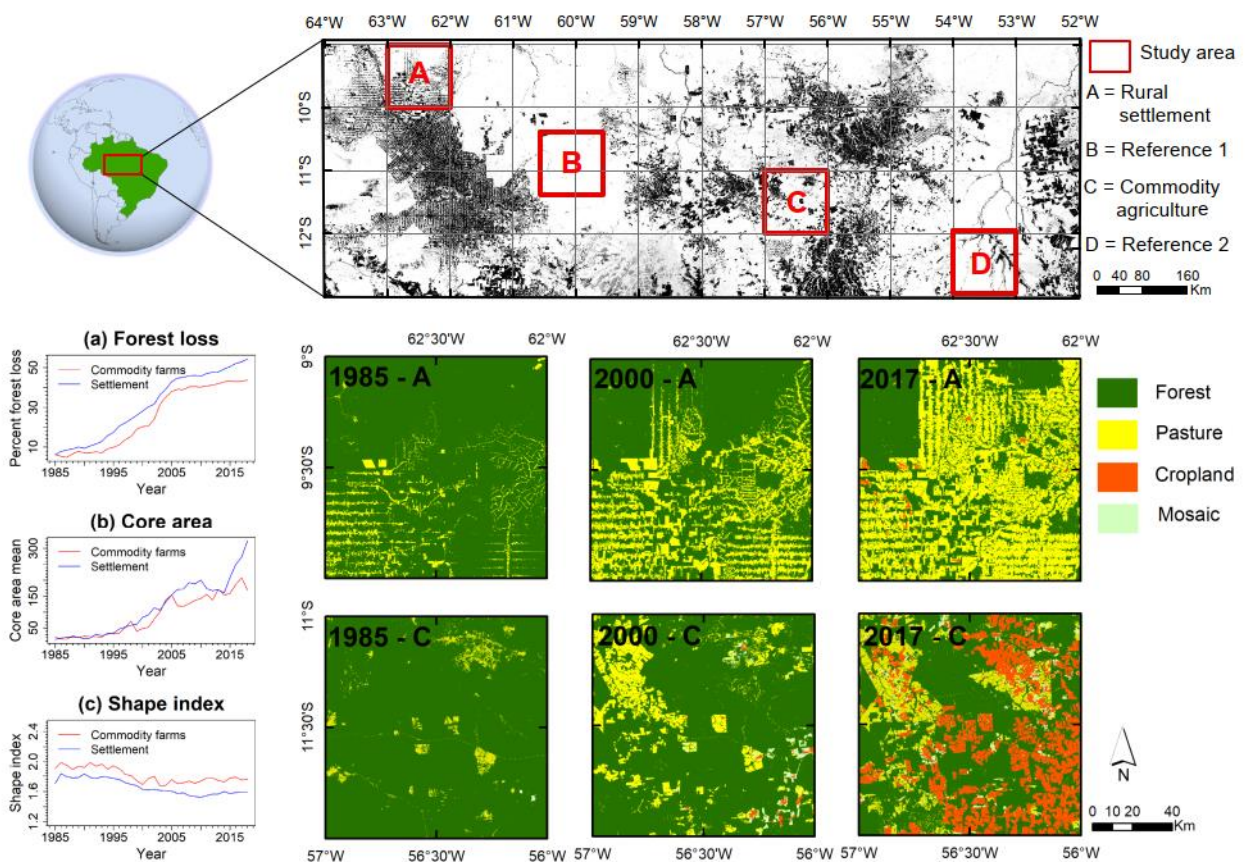 64°W 63°W 62°W 61°W 60°W 59°W 58°W 57°W 56°W 55°W 54°W 53°W 52°W
10°S
11°S
12°S
A
B
C
D
Study area
A = Rural
settlement
B = Reference 1
C = Commodity
agriculture
D = Reference 2
0 40 80 160
Km
(a) Forest loss
Commodity farms
Settlement
Percent forest loss
10 30 50
1985 1995 2005 2015
Year
(b) Core area
Commodity farms
Settlement
Core area mean
50 150 300
1985 1995 2005 2015
Year
(c) Shape index
Commodity farms
Settlement
Shape index
1.2 1.6 2.0 2.4
1985 1995 2005 2015
Year
62°30'W 62°W 62°30'W 62°W 62°30'W 62°W
9°S
9°30'S
1985 - A
2000 - A
2017 - A
Forest
Pasture
Cropland
Mosaic
11°S
11°30'S
1985 - C
2000 - C
2017 - C
57°W 56°30'W 56°W 56°30'W 56°W 56°30'W 56°W
N
0 10 20 40
Km